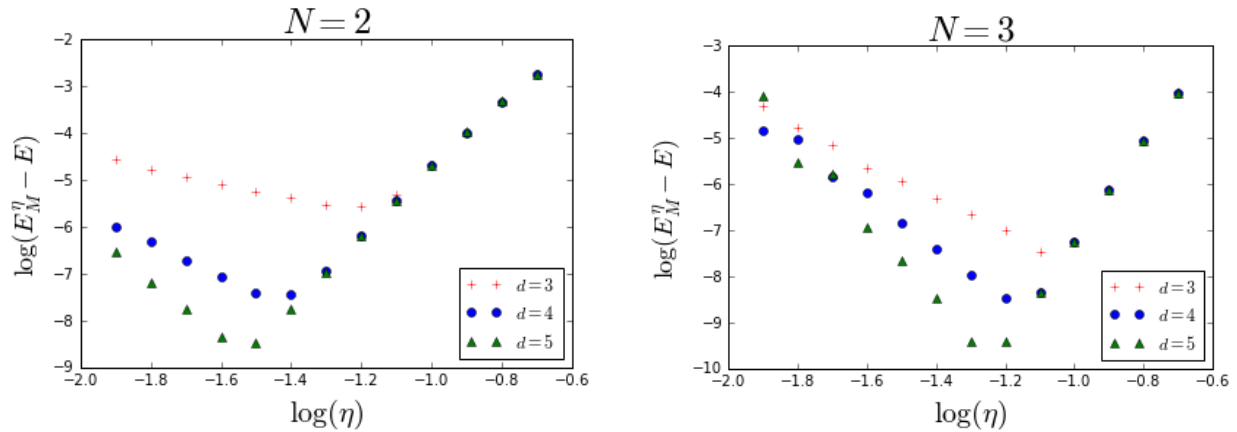 N = 2
log(E_M^η − E)
−2
−3
−4
−5
−6
−7
−8
−9
−2.0 −1.8 −1.6 −1.4 −1.2 −1.0 −0.8 −0.6
log(η)
d = 3
d = 4
d = 5
N = 3
log(E_M^η − E)
−3
−4
−5
−6
−7
−8
−9
−10
−2.0 −1.8 −1.6 −1.4 −1.2 −1.0 −0.8 −0.6
log(η)
d = 3
d = 4
d = 5